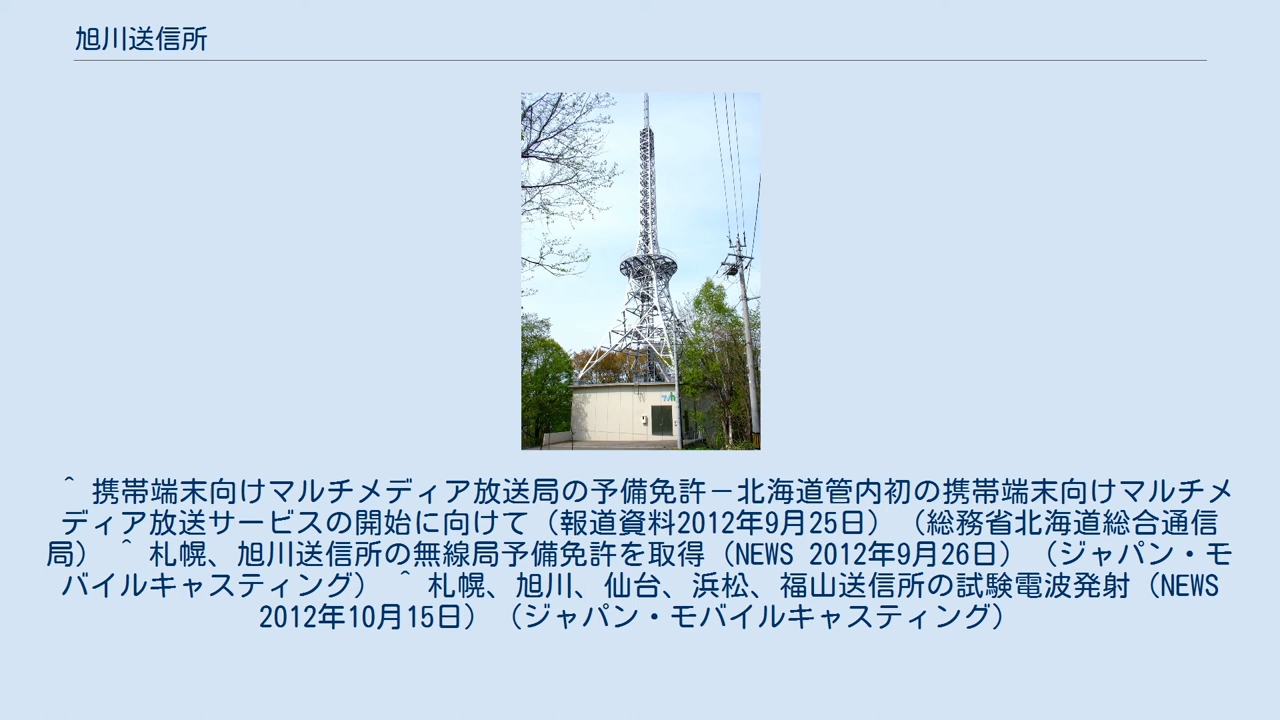 旭川送信所
^ 携帯端末向けマルチメディア放送局の予備免許－北海道管内初の携帯端末向けマルチメ
ディア放送サービスの開始に向けて（報道資料2012年9月25日）（総務省北海道総合通信
局） ^ 札幌、旭川送信所の無線局予備免許を取得（NEWS 2012年9月26日）（ジャパン・モ
バイルキャスティング） ^ 札幌、旭川、仙台、浜松、福山送信所の試験電波発射（NEWS
2012年10月15日）（ジャパン・モバイルキャスティング）